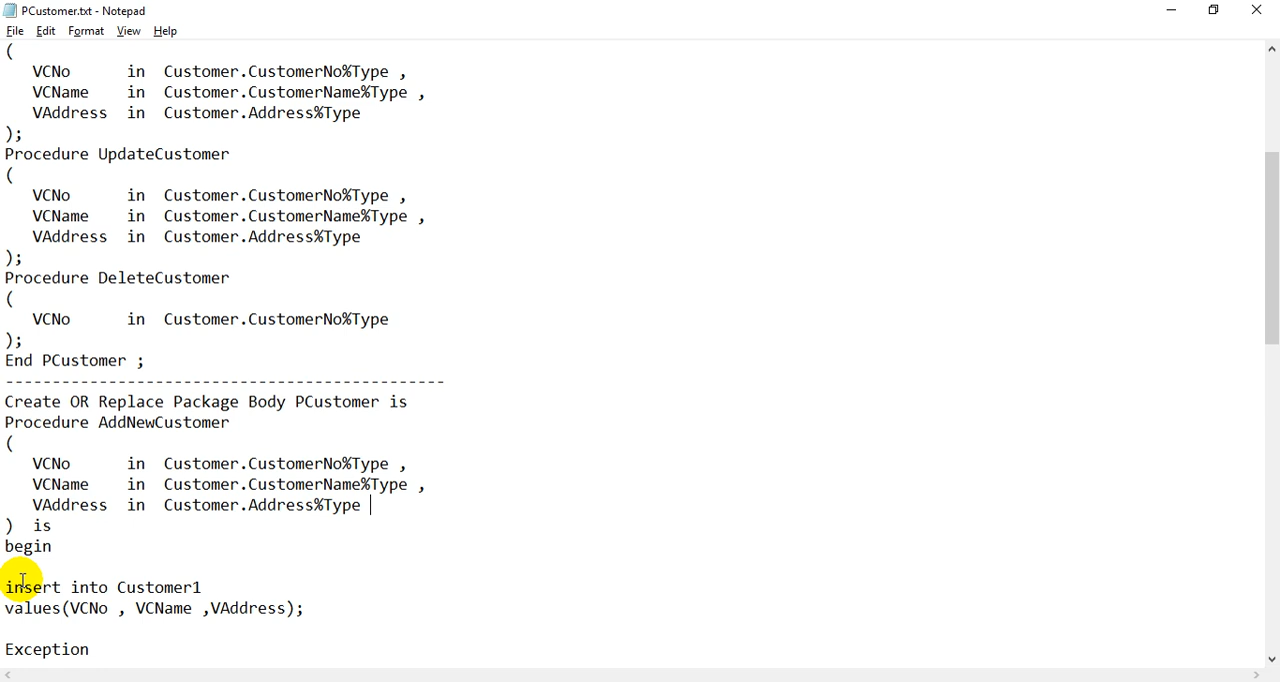 PCustomer.txt - Notepad
File Edit Format View Help
(
VCNo in Customer.CustomerNo%Type ,
VCName in Customer.CustomerName%Type ,
VAddress in Customer.Address%Type
);
Procedure UpdateCustomer
(
VCNo in Customer.CustomerNo%Type ,
VCName in Customer.CustomerName%Type ,
VAddress in Customer.Address%Type
);
Procedure DeleteCustomer
(
VCNo in Customer.CustomerNo%Type
);
End PCustomer ;
-----------------------------------------------
Create OR Replace Package Body PCustomer is
Procedure AddNewCustomer
(
VCNo in Customer.CustomerNo%Type ,
VCName in Customer.CustomerName%Type ,
VAddress in Customer.Address%Type
) is
begin
insert into Customer1
values(VCNo , VCName ,VAddress);
Exception